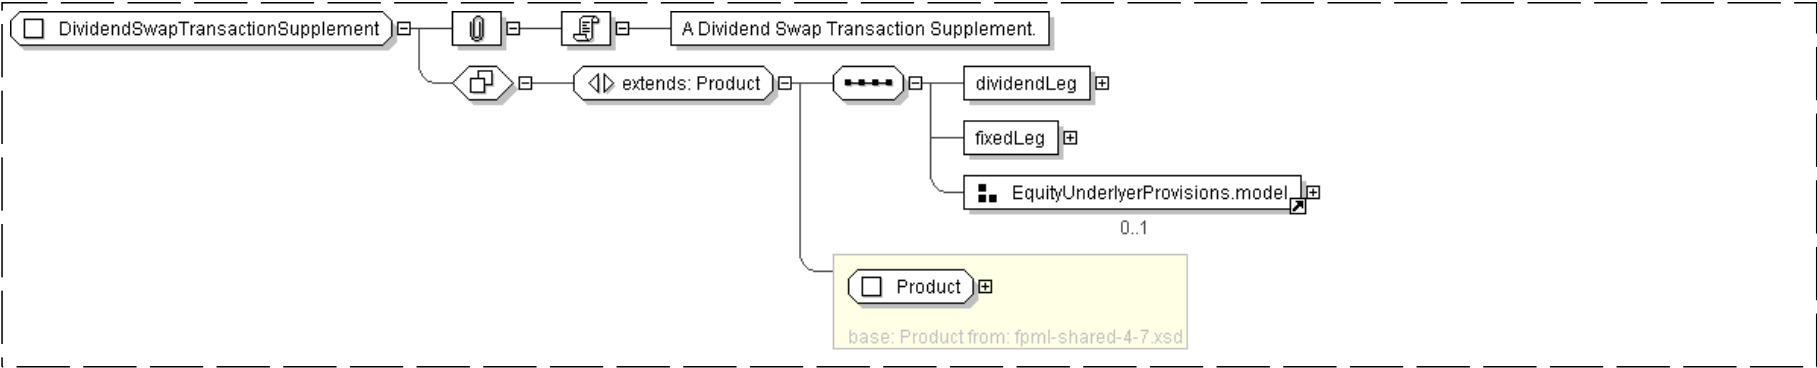 DividendSwapTransactionSupplement
A Dividend Swap Transaction Supplement.
extends: Product
dividendLeg
fixedLeg
EquityUnderlyerProvisions.model
0..1
Product
base: Product from: fpml-shared-4-7.xsd